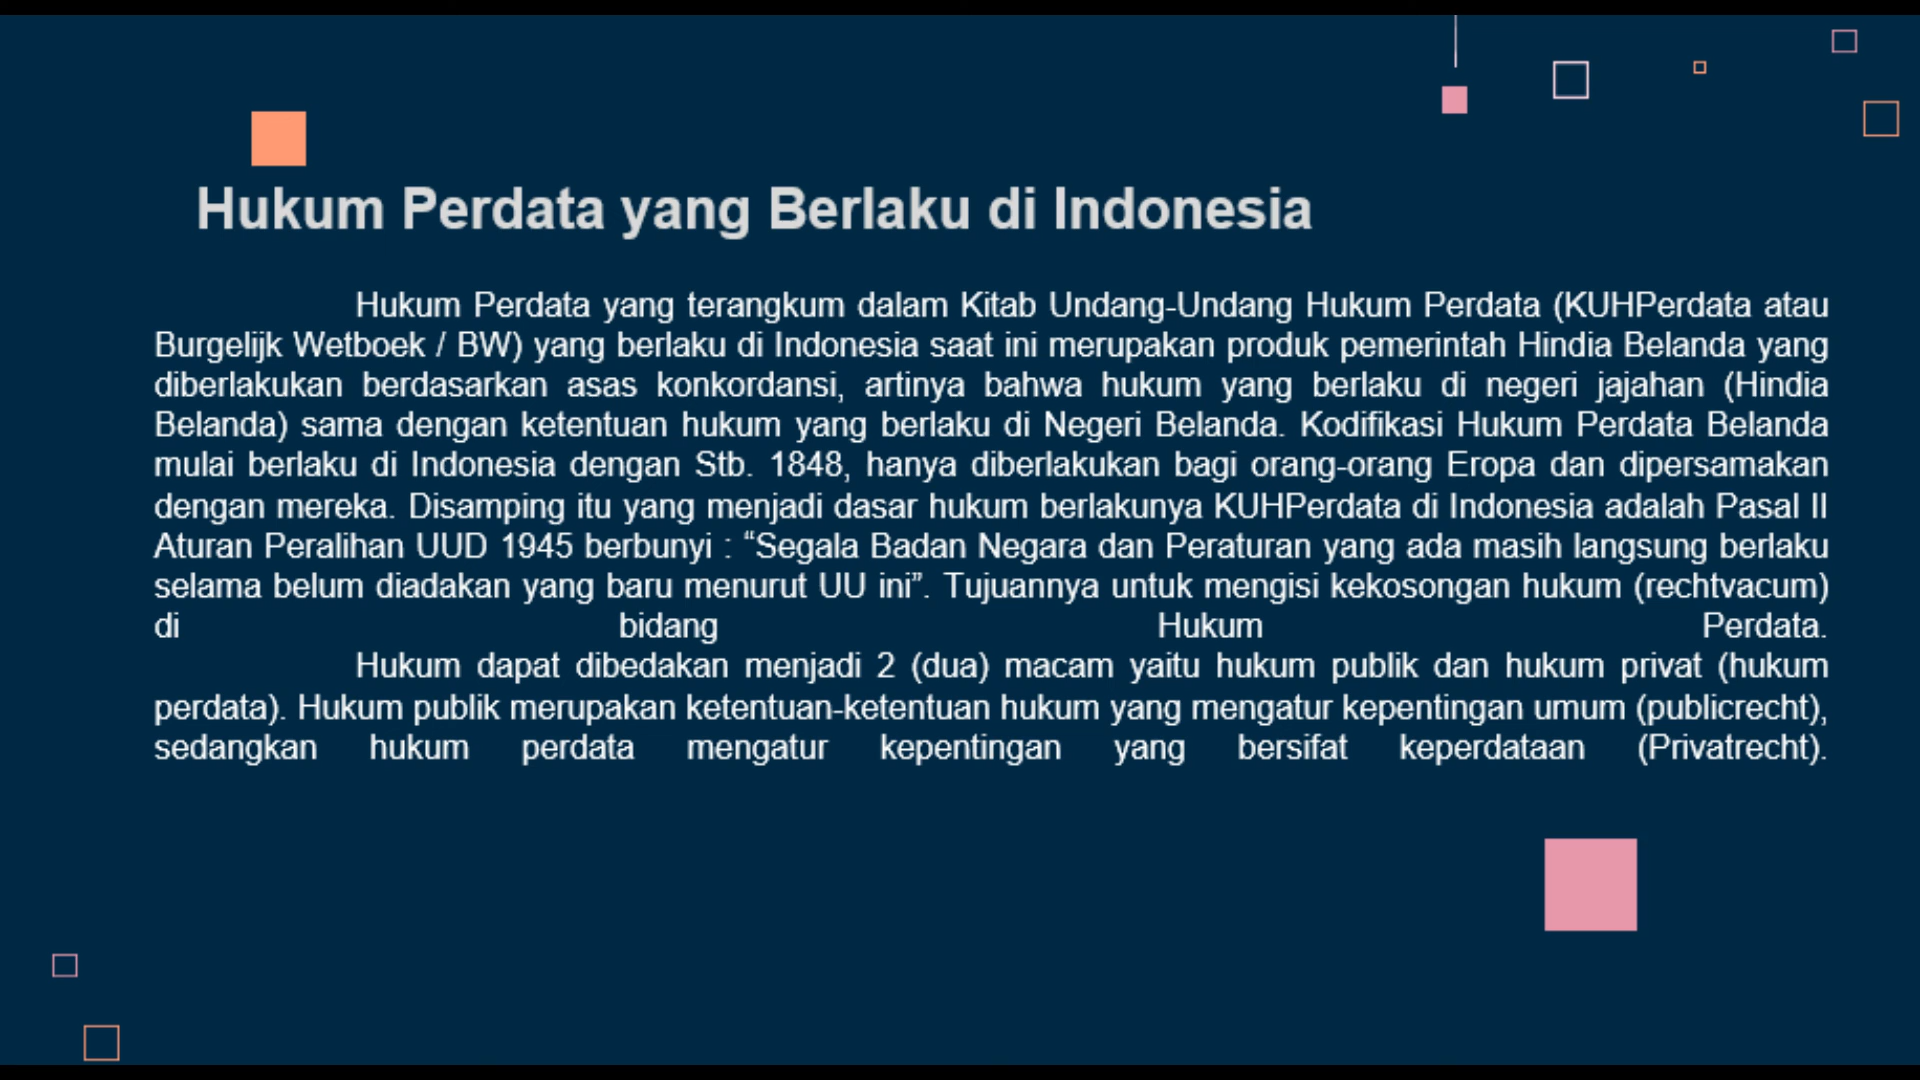 Hukum Perdata yang Berlaku di Indonesia
Hukum Perdata yang terangkum dalam Kitab Undang-Undang Hukum Perdata (KUHPerdata atau
Burgelijk Wetboek / BW) yang berlaku di Indonesia saat ini merupakan produk pemerintah Hindia Belanda yang
diberlakukan berdasarkan asas konkordansi, artinya bahwa hukum yang berlaku di negeri jajahan (Hindia
Belanda) sama dengan ketentuan hukum yang berlaku di Negeri Belanda. Kodifikasi Hukum Perdata Belanda
mulai berlaku di Indonesia dengan Stb. 1848, hanya diberlakukan bagi orang-orang Eropa dan dipersamakan
dengan mereka. Disamping itu yang menjadi dasar hukum berlakunya KUHPerdata di Indonesia adalah Pasal II
Aturan Peralihan UUD 1945 berbunyi : “Segala Badan Negara dan Peraturan yang ada masih langsung berlaku
selama belum diadakan yang baru menurut UU ini”. Tujuannya untuk mengisi kekosongan hukum (rechtvacum)
di bidang Hukum Perdata.
Hukum dapat dibedakan menjadi 2 (dua) macam yaitu hukum publik dan hukum privat (hukum
perdata). Hukum publik merupakan ketentuan-ketentuan hukum yang mengatur kepentingan umum (publicrecht),
sedangkan hukum perdata mengatur kepentingan yang bersifat keperdataan (Privatrecht).